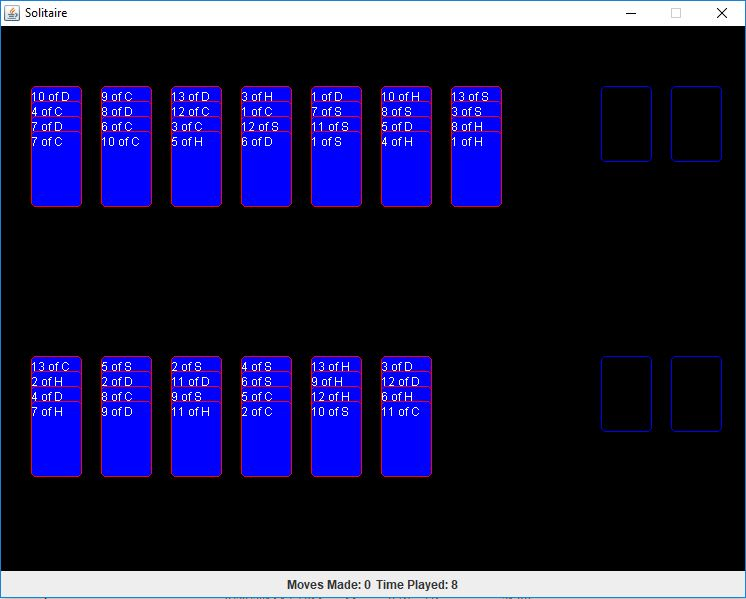 Solitaire
10 of D 9 of C 13 of D 3 of H 1 of D 10 of H 13 of S
4 of C 8 of D 12 of C 1 of C 7 of S 8 of S 3 of S
7 of D 6 of C 3 of C 12 of S 11 of S 5 of D 8 of H
7 of C 10 of C 5 of H 6 of D 1 of S 4 of H 1 of H
13 of C 5 of S 2 of S 4 of S 13 of H 3 of D
2 of H 2 of D 11 of D 6 of S 9 of H 12 of D
4 of D 8 of C 9 of S 5 of C 12 of H 6 of H
7 of H 9 of D 11 of H 2 of C 10 of S 11 of C
Moves Made: 0 Time Played: 8